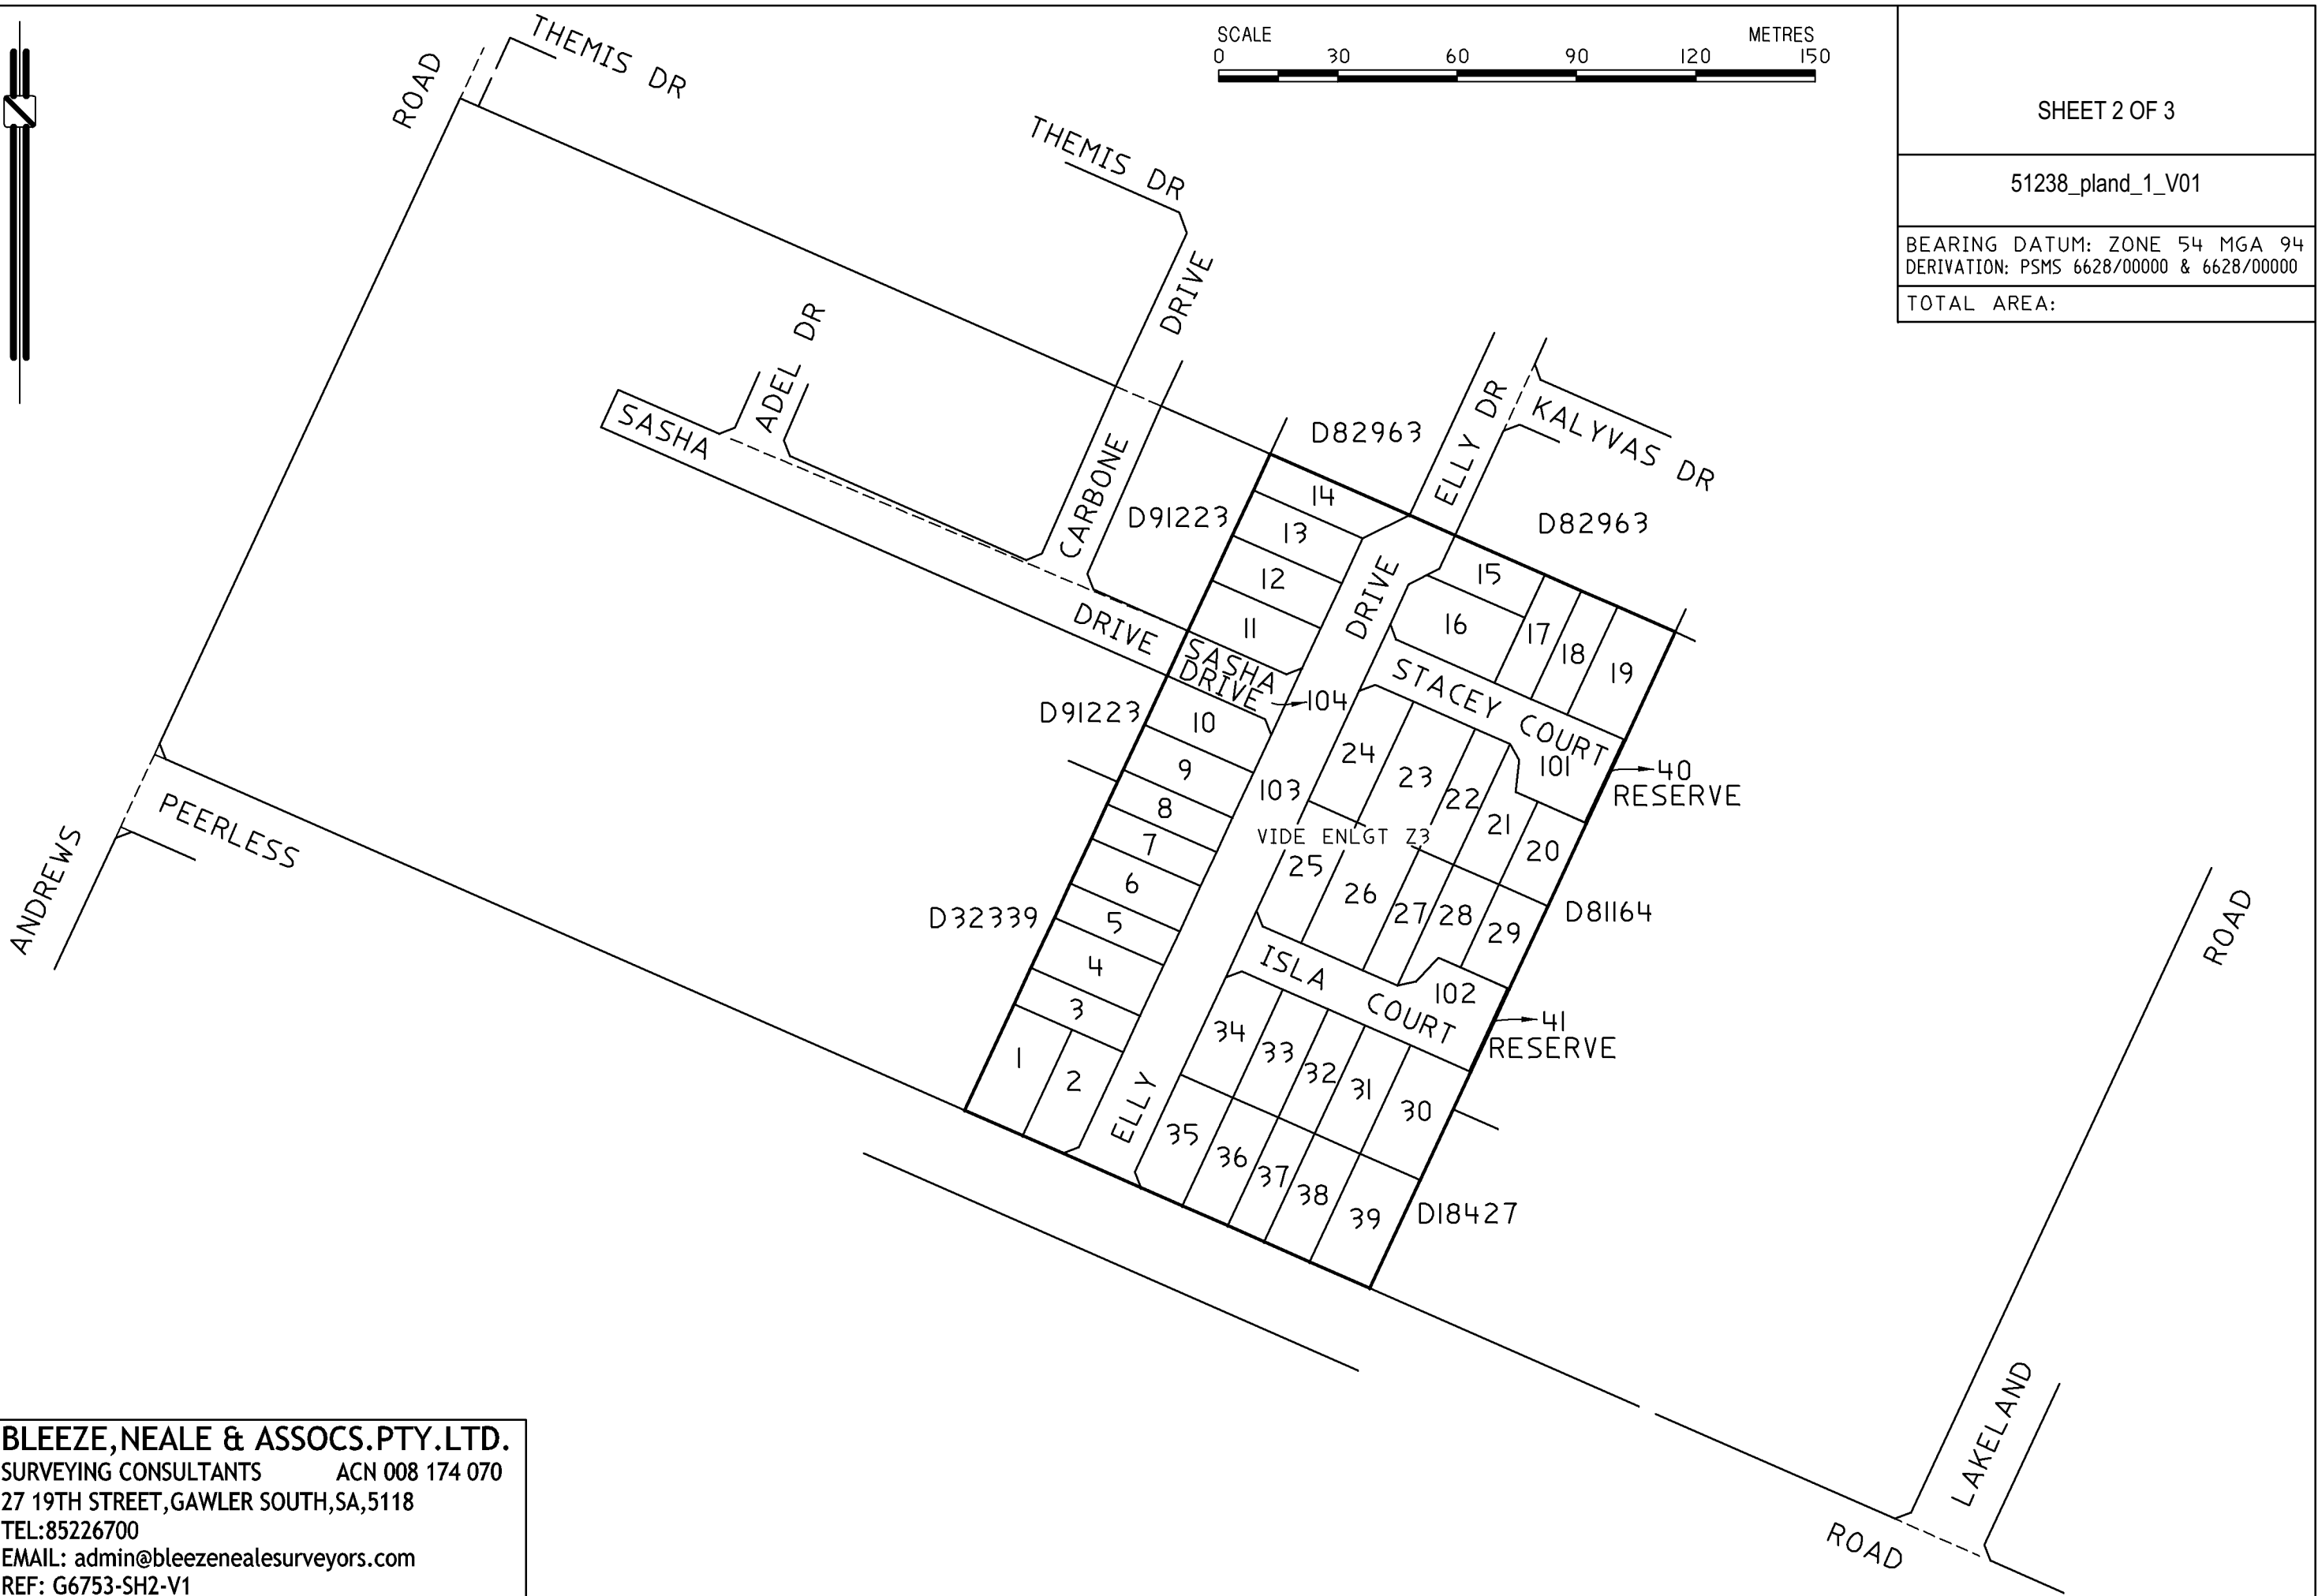 SCALE METRES
0 30 60 90 120 150
SHEET 2 OF 3
51238_pland_1_V01
BEARING DATUM: ZONE 54 MGA 94
DERIVATION: PSMS 6628/00000 & 6628/00000
TOTAL AREA:
THEMIS DR
ROAD
THEMIS DR
DRIVE
ADEL DR
SASHA
CARBONE
D82963
ELLY DR
KALYVAS DR
D91223
D82963
14
13
12
11
15
16
17
18
19
DRIVE
DRIVE
SASHA
DRIVE
104
STACEY COURT
D91223
10
9
8
7
6
5
4
3
1
2
103
24
23
22
21
20
101
40
RESERVE
VIDE ENLGT Z3
25
26
27
28
29
D81164
D32339
ISLA COURT
102
41
RESERVE
34
33
32
31
30
ELLY
35
36
37
38
39
D18427
PEERLESS
ANDREWS
ROAD
LAKELAND
ROAD
BLEEZE,NEALE & ASSOCS.PTY.LTD.
SURVEYING CONSULTANTS ACN 008 174 070
27 19TH STREET,GAWLER SOUTH,SA,5118
TEL:85226700
EMAIL: admin@bleezenealesurveyors.com
REF: G6753-SH2-V1